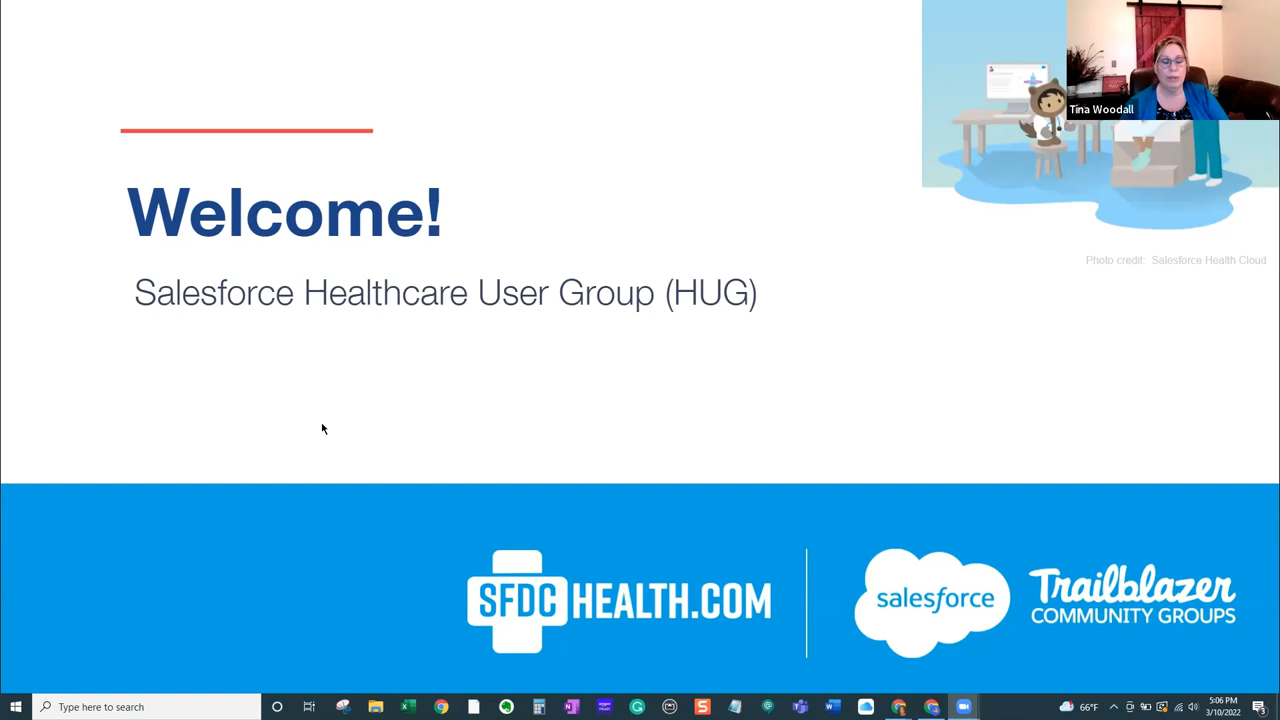 Tina Woodall
Welcome!
Salesforce Healthcare User Group (HUG)
Photo credit: Salesforce Health Cloud
SFDC HEALTH.COM
salesforce
Trailblazer
COMMUNITY GROUPS
Type here to search
66°F
5:06 PM
3/10/2022